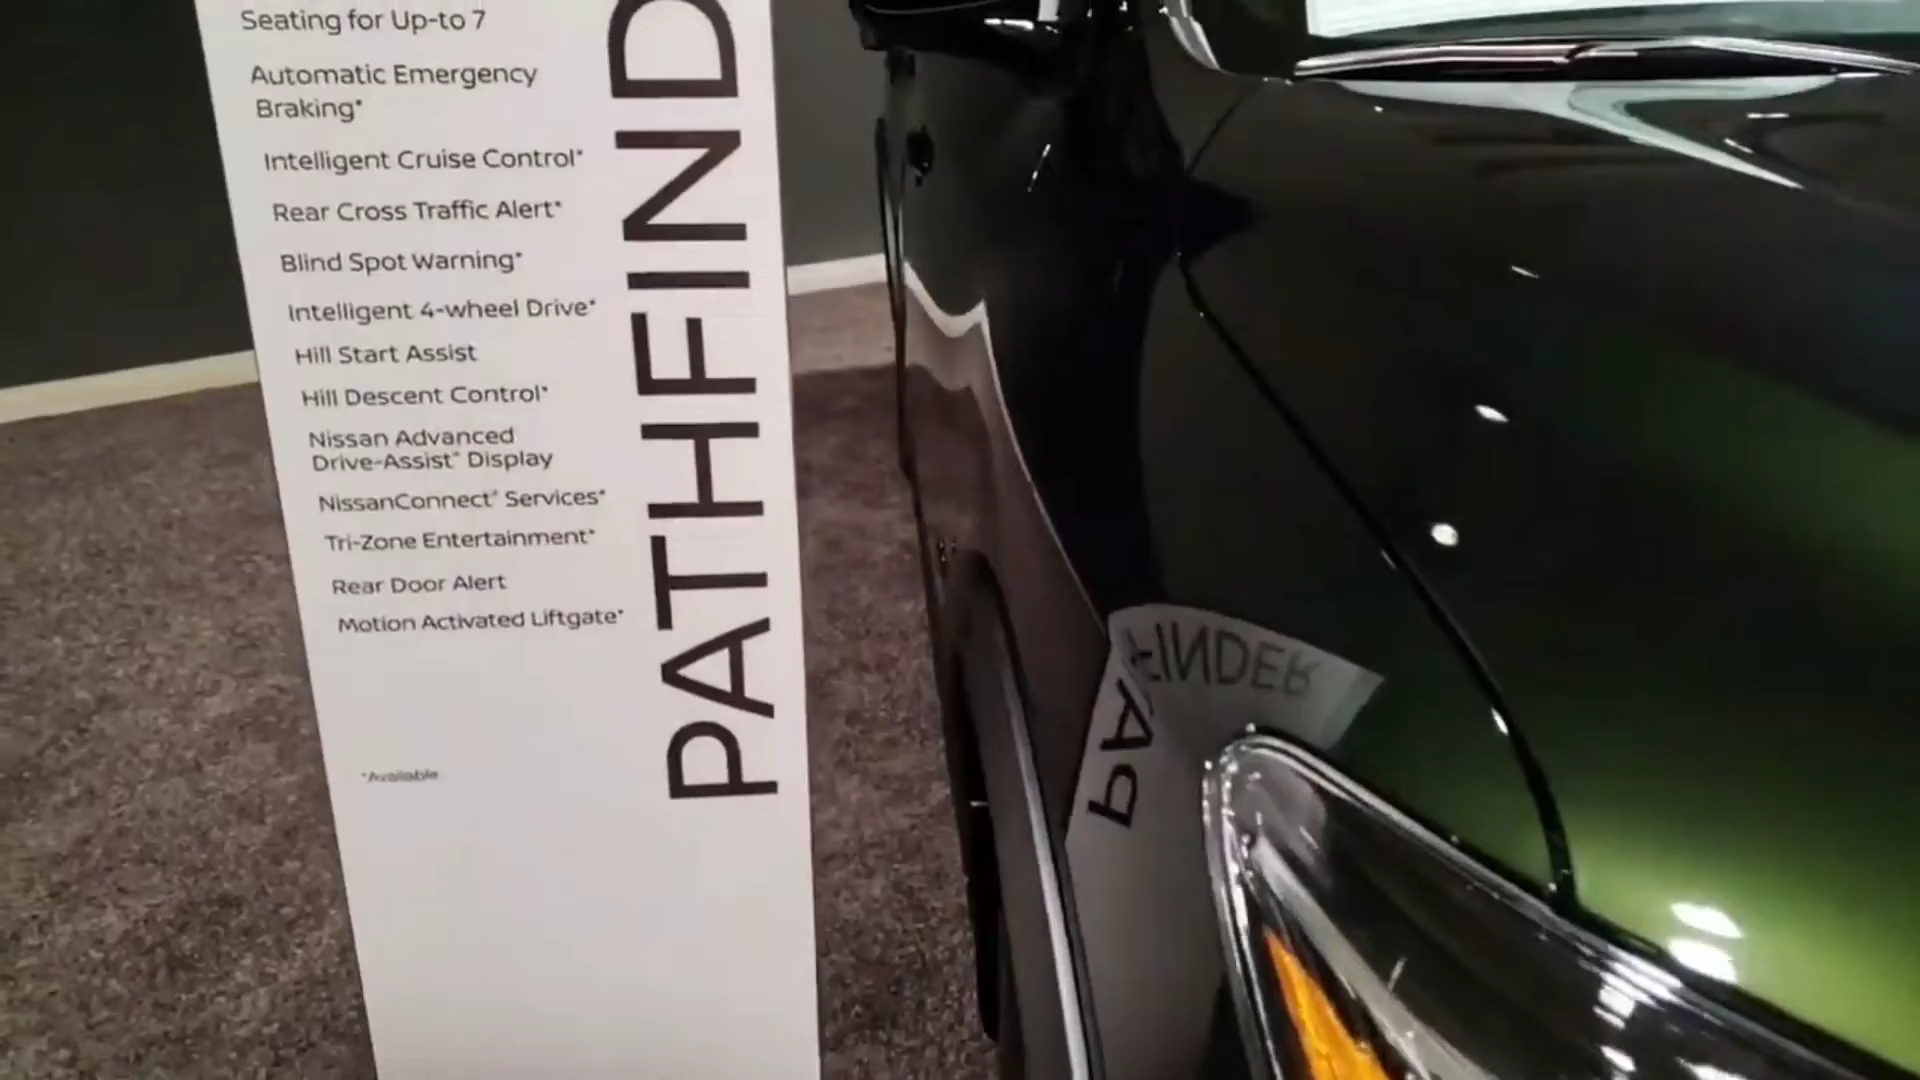 Seating for Up-to 7
Automatic Emergency
Braking*
Intelligent Cruise Control*
Rear Cross Traffic Alert*
Blind Spot Warning*
Intelligent 4-wheel Drive*
Hill Start Assist
Hill Descent Control*
Nissan Advanced
Drive-Assist® Display
NissanConnect® Services*
Tri-Zone Entertainment*
Rear Door Alert
Motion Activated Liftgate*
*Available
PATHFIND
PA FINDER